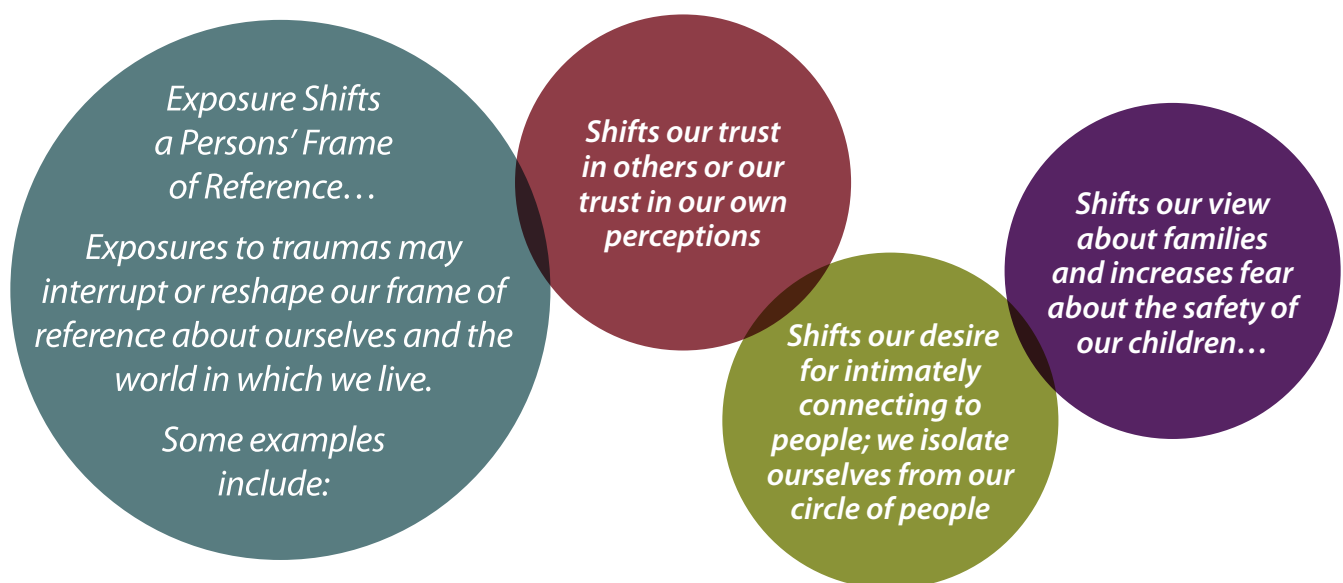 Exposure Shifts
a Persons’ Frame
of Reference…
Exposures to traumas may
interrupt or reshape our frame of
reference about ourselves and the
world in which we live.
Some examples
include:
Shifts our trust
in others or our
trust in our own
perceptions
Shifts our desire
for intimately
connecting to
people; we isolate
ourselves from our
circle of people
Shifts our view
about families
and increases fear
about the safety of
our children…